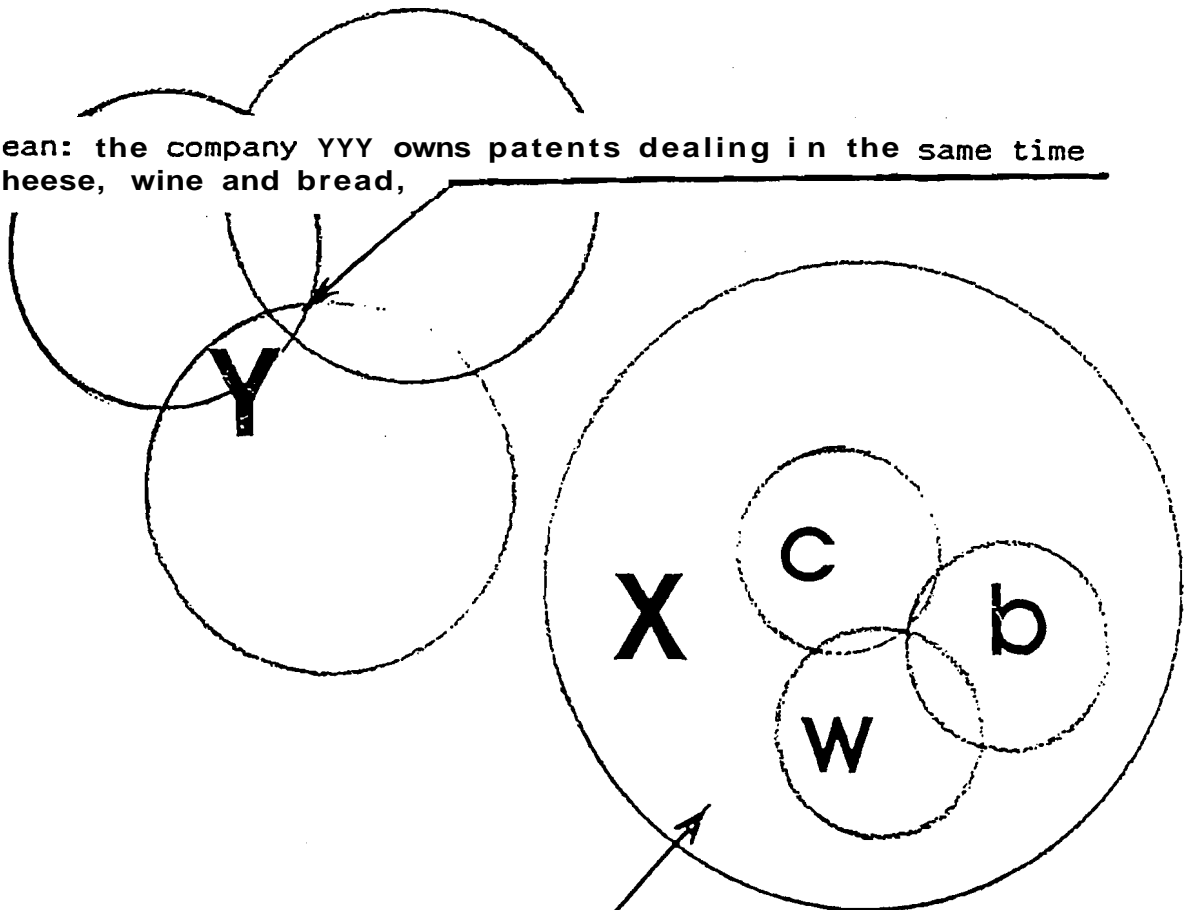 ean: the company YYY owns patents dealing in the same time
heese, wine and bread,
Y
C
X
b
W